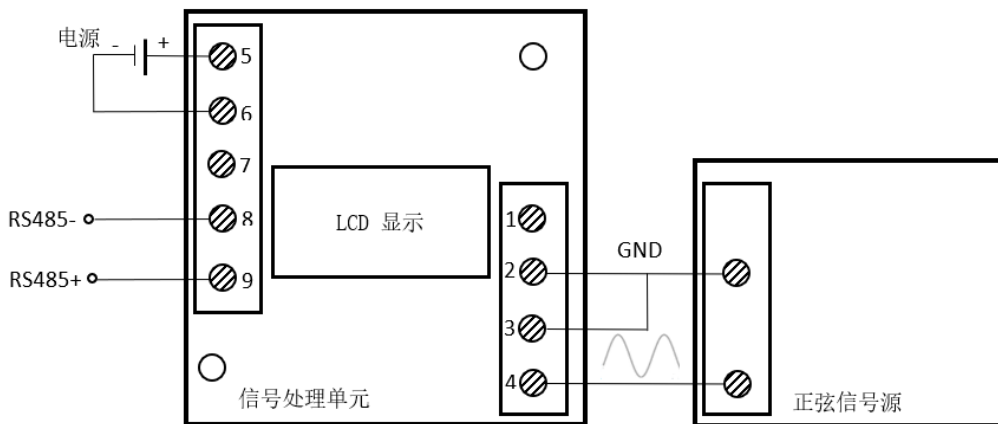 电源 - +
5
6
7
RS485- 8
RS485+ 9
LCD 显示
1
2
3
4
GND
信号处理单元
正弦信号源